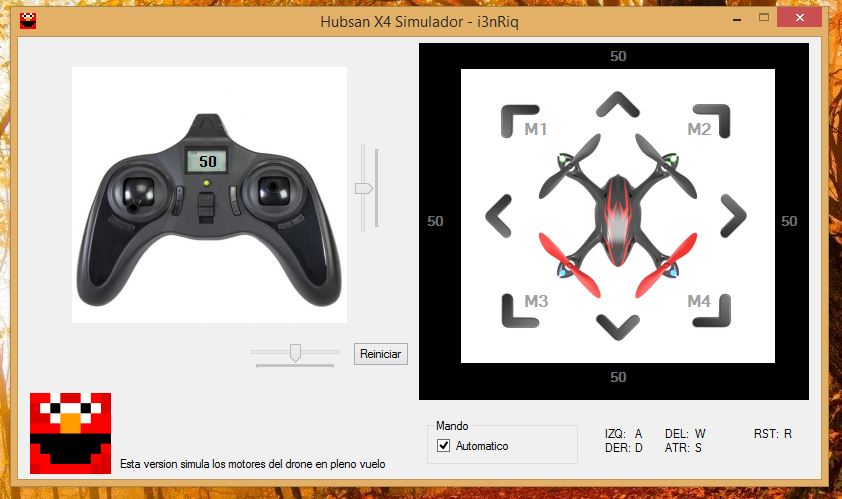 Hubsan X4 Simulador - i3nRiq
50
50
M1
M2
50
50
M3
M4
50
Reiniciar
Mando
Automatico
IZQ: A DEL: W RST: R
DER: D ATR: S
Esta version simula los motores del drone en pleno vuelo